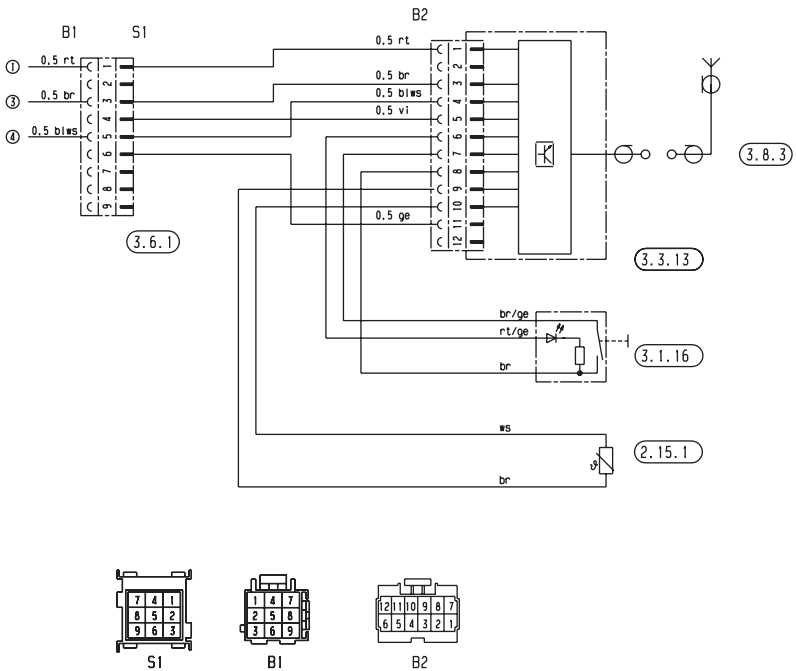 B2
B1 S1
0.5 rt
1
2
3
4
5
6
7
8
9
10
11
12
0.5 br
0.5 blws
0.5 vi
0.5 ge
① 0.5 rt
③ 0.5 br
④ 0.5 blws
1
2
3
4
5
6
7
8
9
3.8.3
3.6.1
3.3.13
br/ge
rt/ge
br
3.1.16
ws
ϑ
br
2.15.1
7 4 1
8 5 2
9 6 3
S1
1 4 7
2 5 8
3 6 9
B1
12 11 10 9 8 7
6 5 4 3 2 1
B2